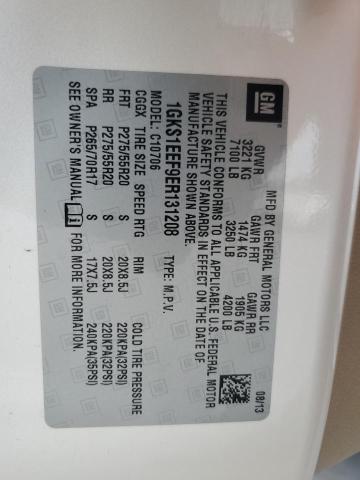 GM
MFD BY GENERAL MOTORS LLC 08/13
GVWR GAWR FRT GAWR RR
3221 KG 1474 KG 1905 KG
7100 LB 3250 LB 4200 LB
THIS VEHICLE CONFORMS TO ALL APPLICABLE U.S. FEDERAL MOTOR
VEHICLE SAFETY STANDARDS IN EFFECT ON THE DATE OF
MANUFACTURE SHOWN ABOVE.
1GKS1EEF9ER131208 TYPE: M.P.V.
MODEL: C10706
CGGX TIRE SIZE SPEED RTG RIM COLD TIRE PRESSURE
FRT P275/55R20 S 20X8.5J 220KPA(32PSI)
RR P275/55R20 S 20X8.5J 220KPA(32PSI)
SPA P265/70R17 S 17X7.5J 240KPA(35PSI)
SEE OWNER'S MANUAL FOR MORE INFORMATION.